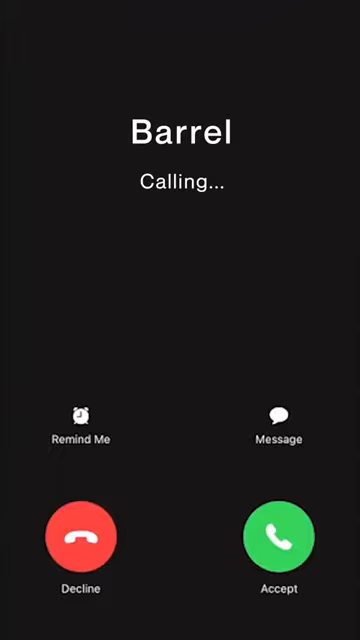 Barrel
Calling...
Remind Me
Message
Decline
Accept